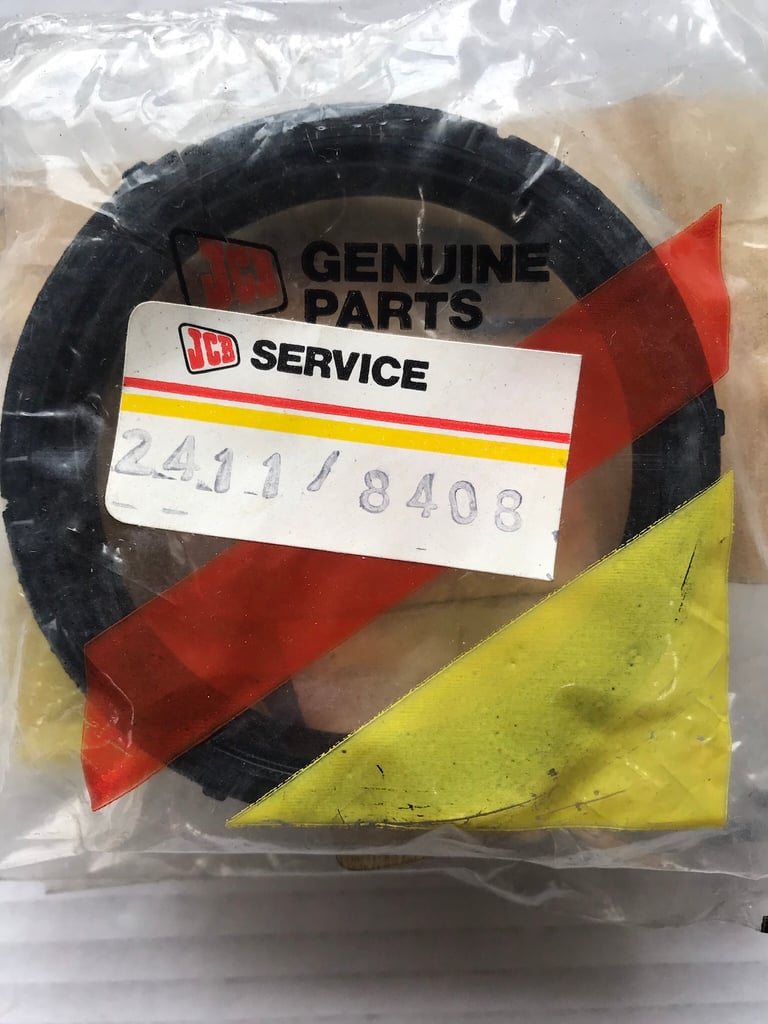 JCB GENUINE
PARTS
JCB SERVICE
2411/8408